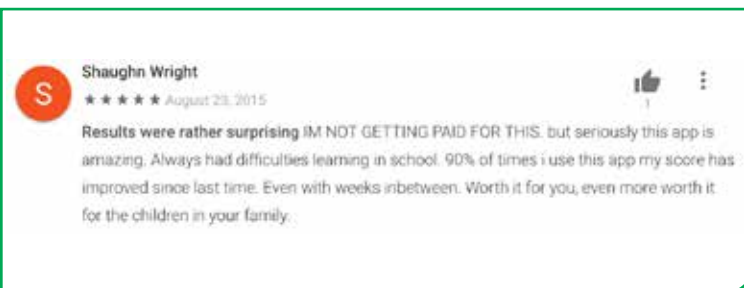 Shaughn Wright
S
★★★★★ August 23, 2015
1
Results were rather surprising IM NOT GETTING PAID FOR THIS. but seriously this app is
amazing. Always had difficulties learning in school. 90% of times i use this app my score has
improved since last time. Even with weeks inbetween. Worth it for you, even more worth it
for the children in your family.